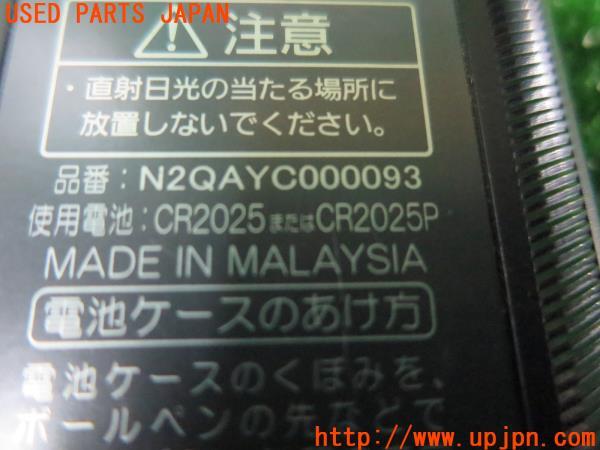 USED PARTS JAPAN
注意
・直射日光の当たる場所に
放置しないでください。
品番：N2QAYC000093
使用電池：CR2025またはCR2025P
MADE IN MALAYSIA
電池ケースのあけ方
電池ケースのくぼみを、
ボールペンの先などで
http://www.upjpn.com/